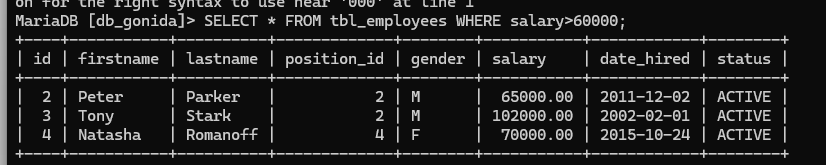 on for the right syntax to use near '000' at line 1
MariaDB [db_gonida]> SELECT * FROM tbl_employees WHERE salary>60000;
+----+-----------+----------+-------------+--------+-----------+------------+--------+
| id | firstname | lastname | position_id | gender | salary    | date_hired | status |
+----+-----------+----------+-------------+--------+-----------+------------+--------+
|  2 | Peter     | Parker   |           2 | M      |  65000.00 | 2011-12-02 | ACTIVE |
|  3 | Tony      | Stark    |           2 | M      | 102000.00 | 2002-02-01 | ACTIVE |
|  4 | Natasha   | Romanoff |           4 | F      |  70000.00 | 2015-10-24 | ACTIVE |
+----+-----------+----------+-------------+--------+-----------+------------+--------+